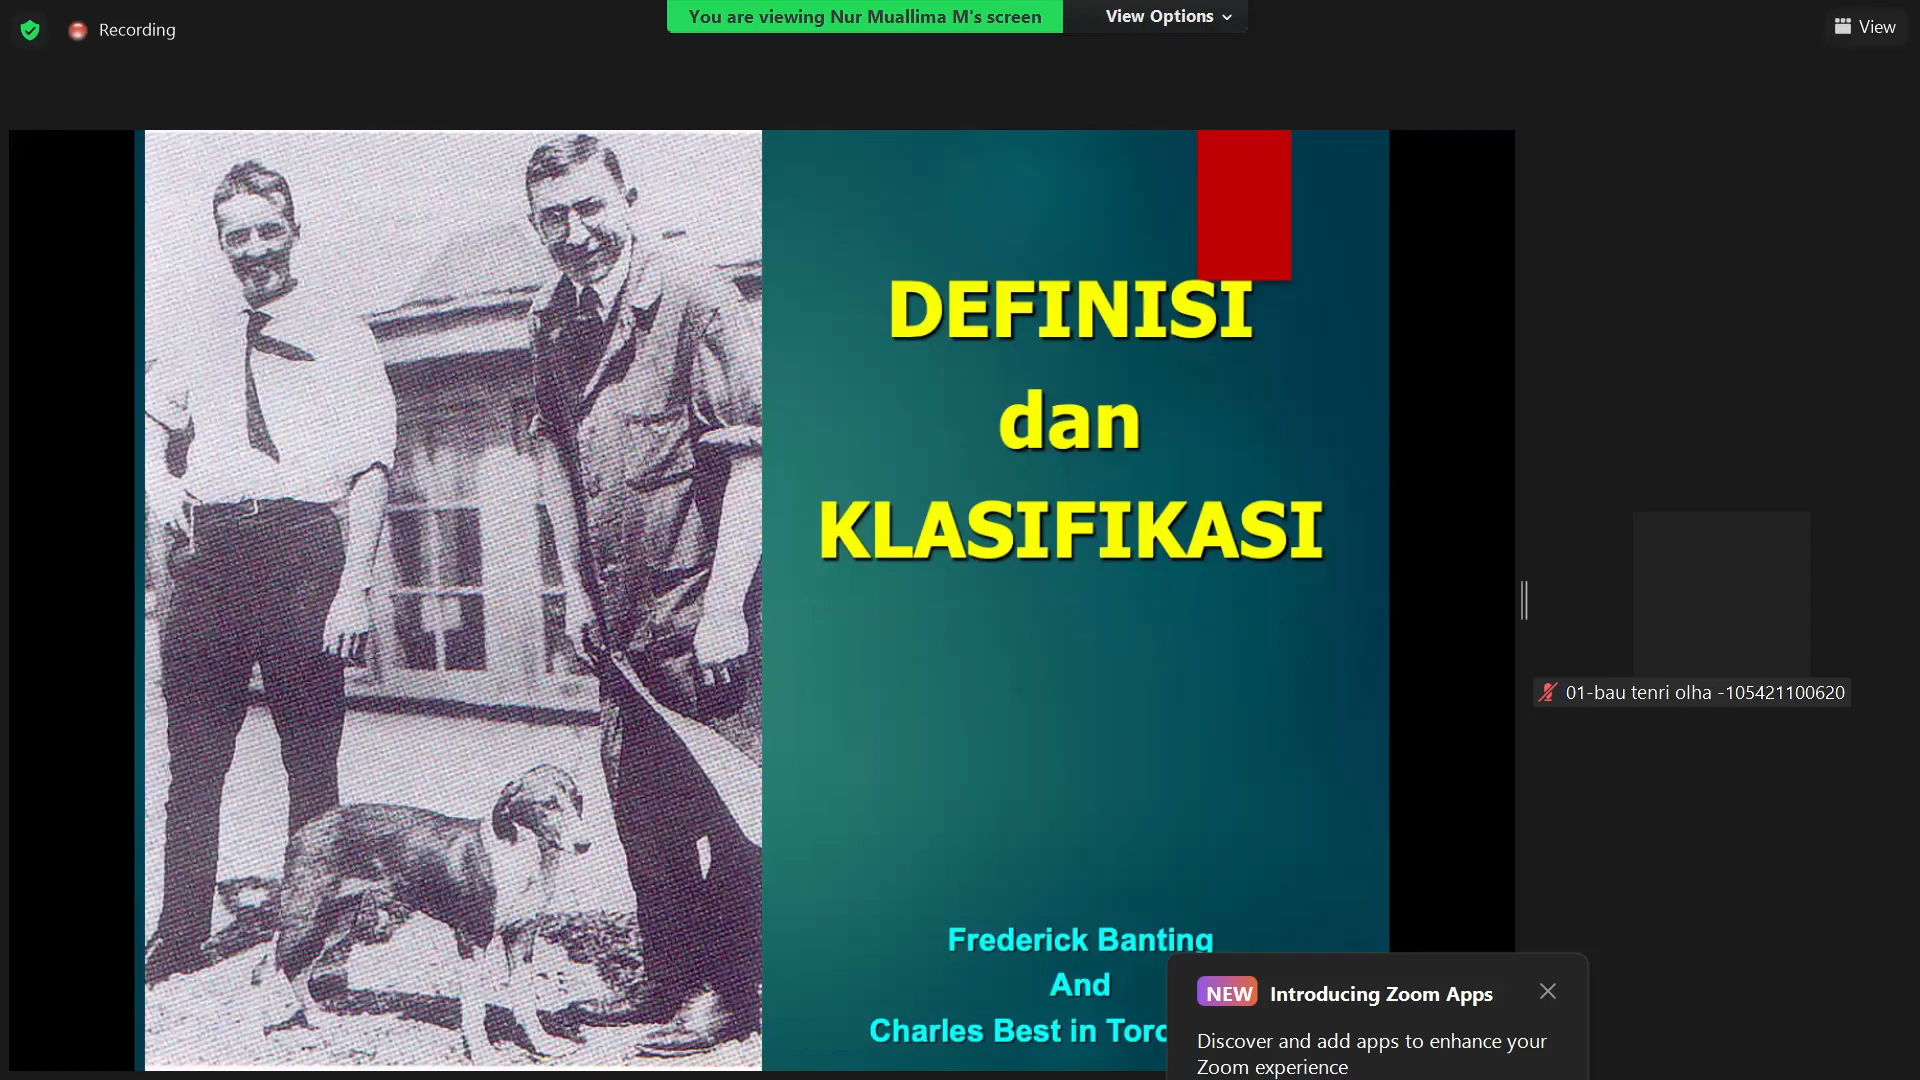 Recording
You are viewing Nur Muallima M's screen
View Options
View
DEFINISI
dan
KLASIFIKASI
Frederick Banting
And
Charles Best in Toro
01-bau tenri olha -105421100620
NEW Introducing Zoom Apps
Discover and add apps to enhance your
Zoom experience